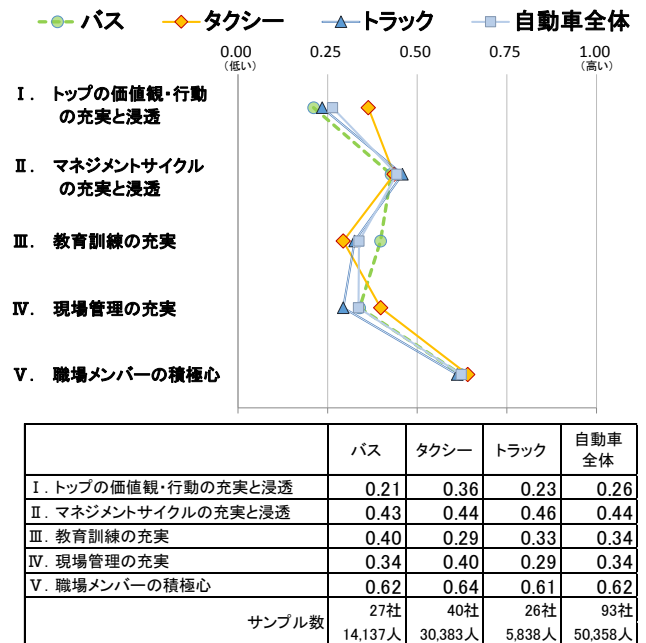 バス タクシー トラック 自動車全体
0.00 0.25 0.50 0.75 1.00
（低い） （高い）
Ⅰ． トップの価値観・行動
の充実と浸透
Ⅱ． マネジメントサイクル
の充実と浸透
Ⅲ． 教育訓練の充実
Ⅳ． 現場管理の充実
Ⅴ． 職場メンバーの積極心
バス タクシー トラック 自動車
全体
Ⅰ．トップの価値観・行動の充実と浸透 0.21 0.36 0.23 0.26
Ⅱ．マネジメントサイクルの充実と浸透 0.43 0.44 0.46 0.44
Ⅲ．教育訓練の充実 0.40 0.29 0.33 0.34
Ⅳ．現場管理の充実 0.34 0.40 0.29 0.34
Ⅴ．職場メンバーの積極心 0.62 0.64 0.61 0.62
サンプル数 27社 40社 26社 93社
14,137人 30,383人 5,838人 50,358人